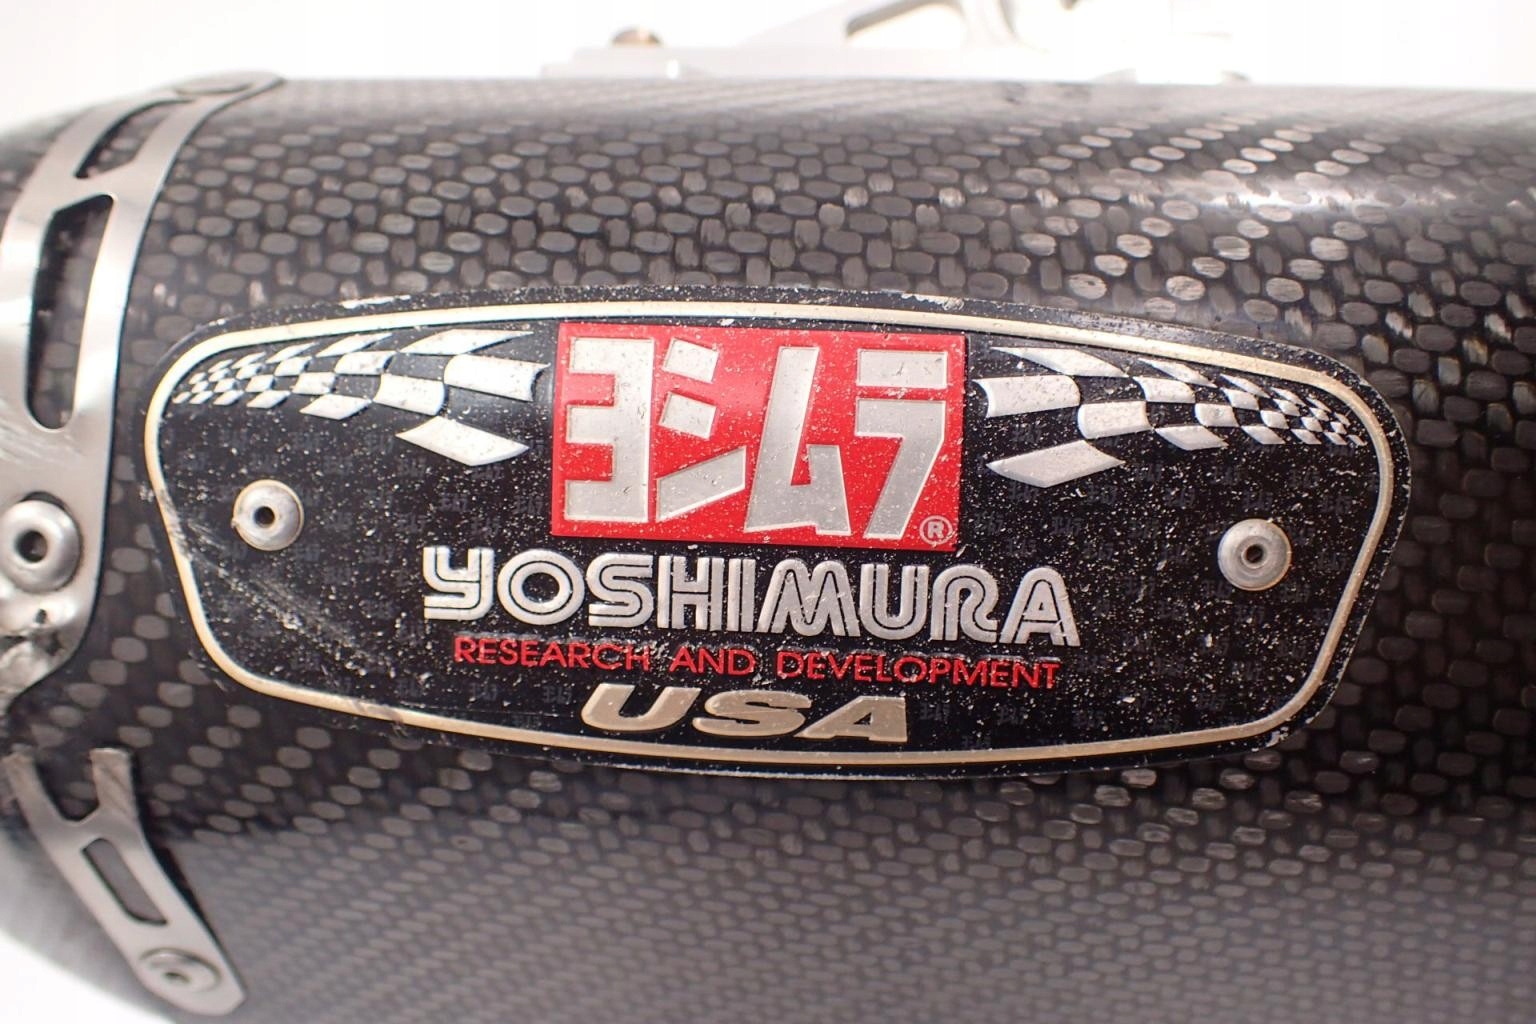 ヨシムラ®
YOSHIMURA
RESEARCH AND DEVELOPMENT
USA